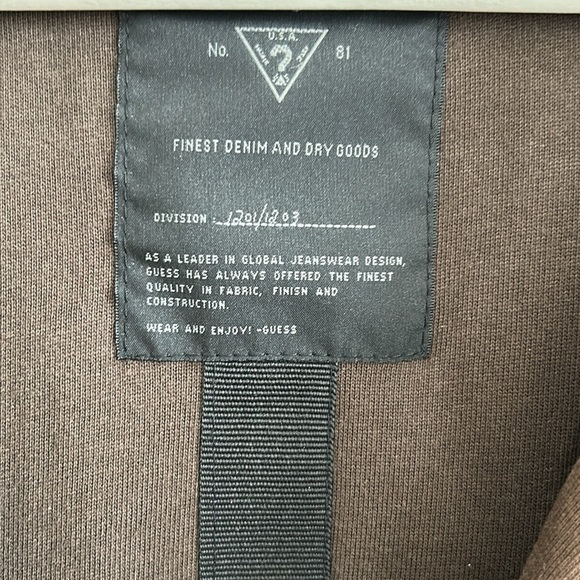 U.S.A.
No. ? 81
FINEST DENIM AND DRY GOODS
DIVISION: 1201/1203
AS A LEADER IN GLOBAL JEANSWEAR DESIGN,
GUESS HAS ALWAYS OFFERED THE FINEST
QUALITY IN FABRIC, FINISH AND
CONSTRUCTION.
WEAR AND ENJOY! -GUESS